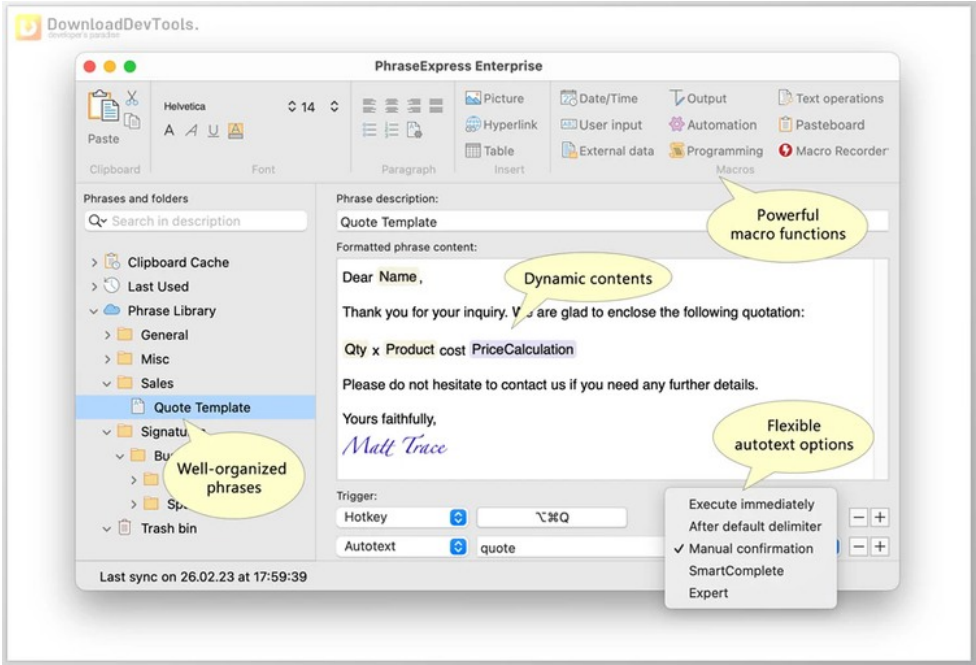 DownloadDevTools.
developer's paradise
PhraseExpress Enterprise
Paste
Clipboard
Helvetica
14
A A U A
Font
Paragraph
Picture
Hyperlink
Table
Insert
Date/Time
User input
External data
Output
Automation
Programming
Macros
Text operations
Pasteboard
Macro Recorder
Phrases and folders
Search in description
Clipboard Cache
Last Used
Phrase Library
General
Misc
Sales
Quote Template
Signatu
Bu
Sp
Trash bin
Well-organized
phrases
Phrase description:
Quote Template
Powerful
macro functions
Formatted phrase content:
Dear Name,
Dynamic contents
Thank you for your inquiry. We are glad to enclose the following quotation:
Qty x Product cost PriceCalculation
Please do not hesitate to contact us if you need any further details.
Yours faithfully,
Matt Trace
Flexible
autotext options
Trigger:
Hotkey
⌥⌘Q
Autotext
quote
Execute immediately
After default delimiter
✓ Manual confirmation
SmartComplete
Expert
Last sync on 26.02.23 at 17:59:39